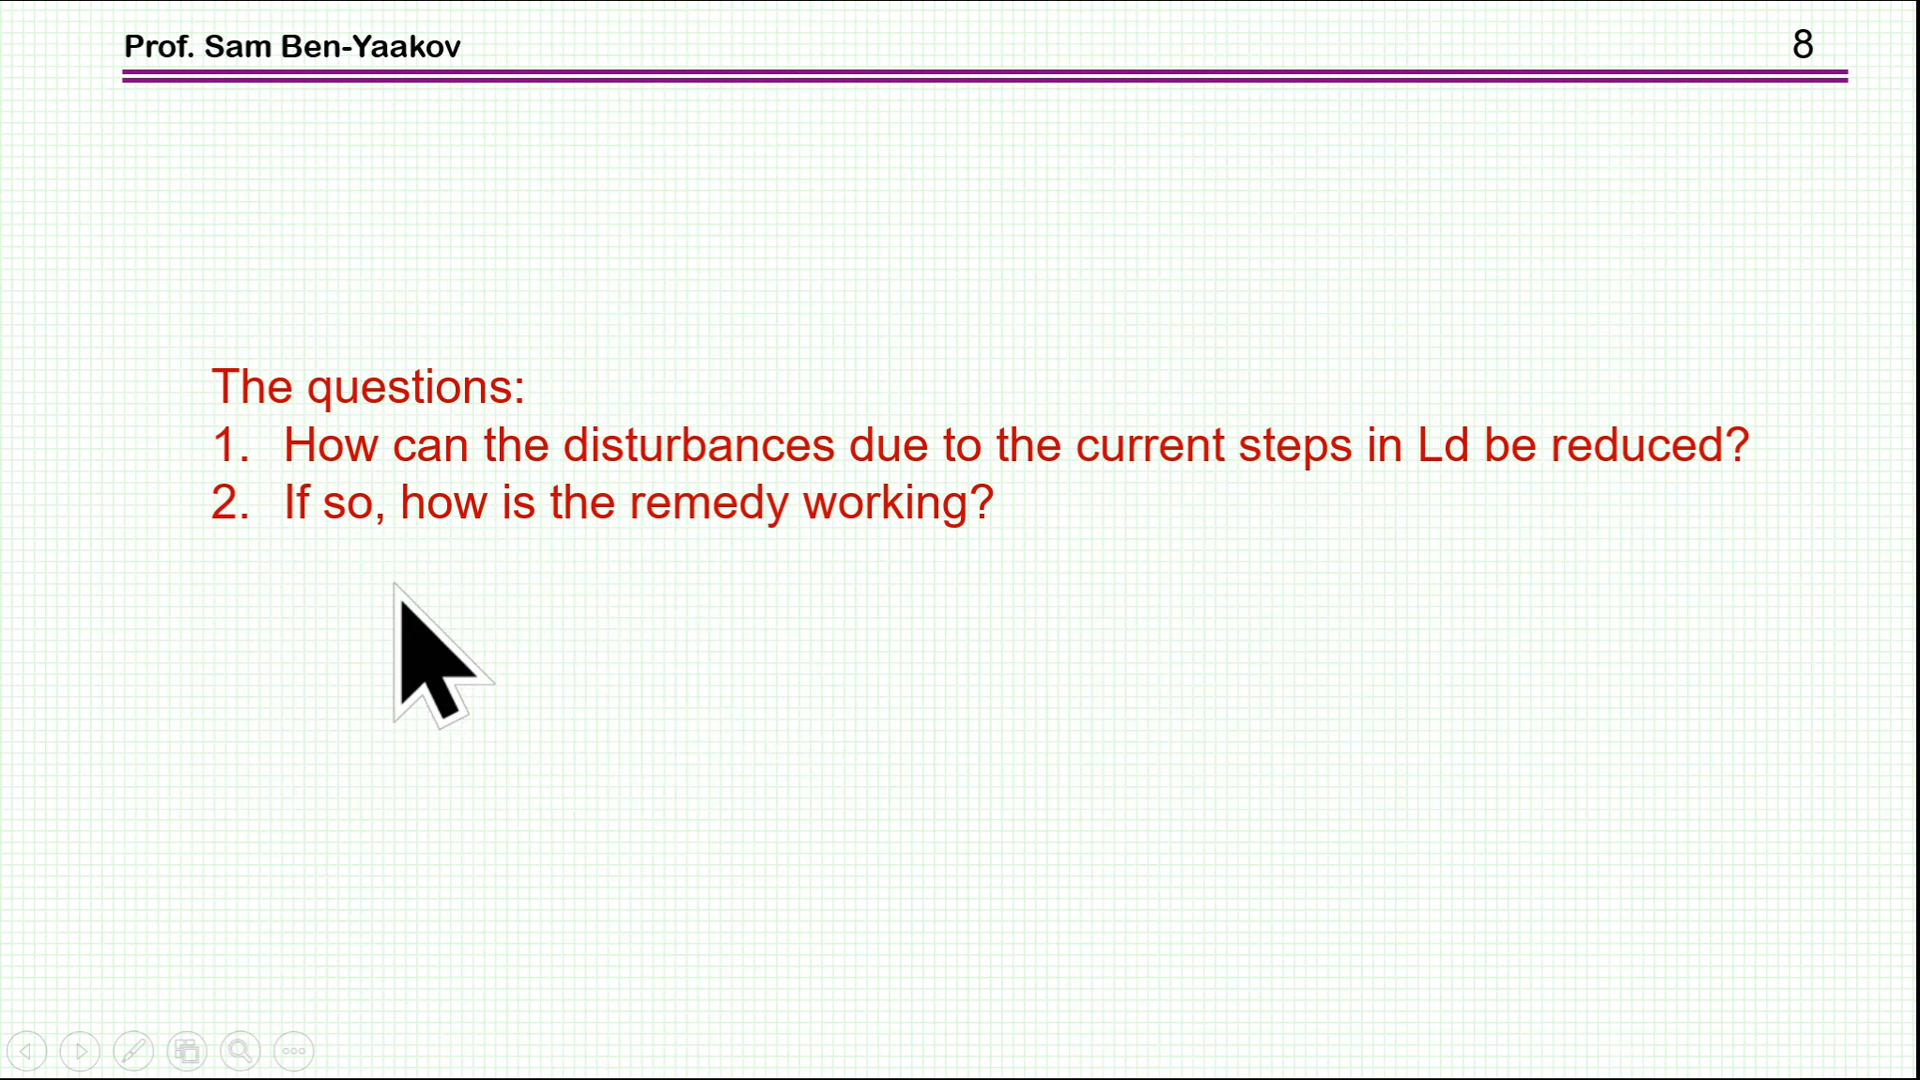 Prof. Sam Ben-Yaakov
8
The questions:
1. How can the disturbances due to the current steps in Ld be reduced?
2. If so, how is the remedy working?